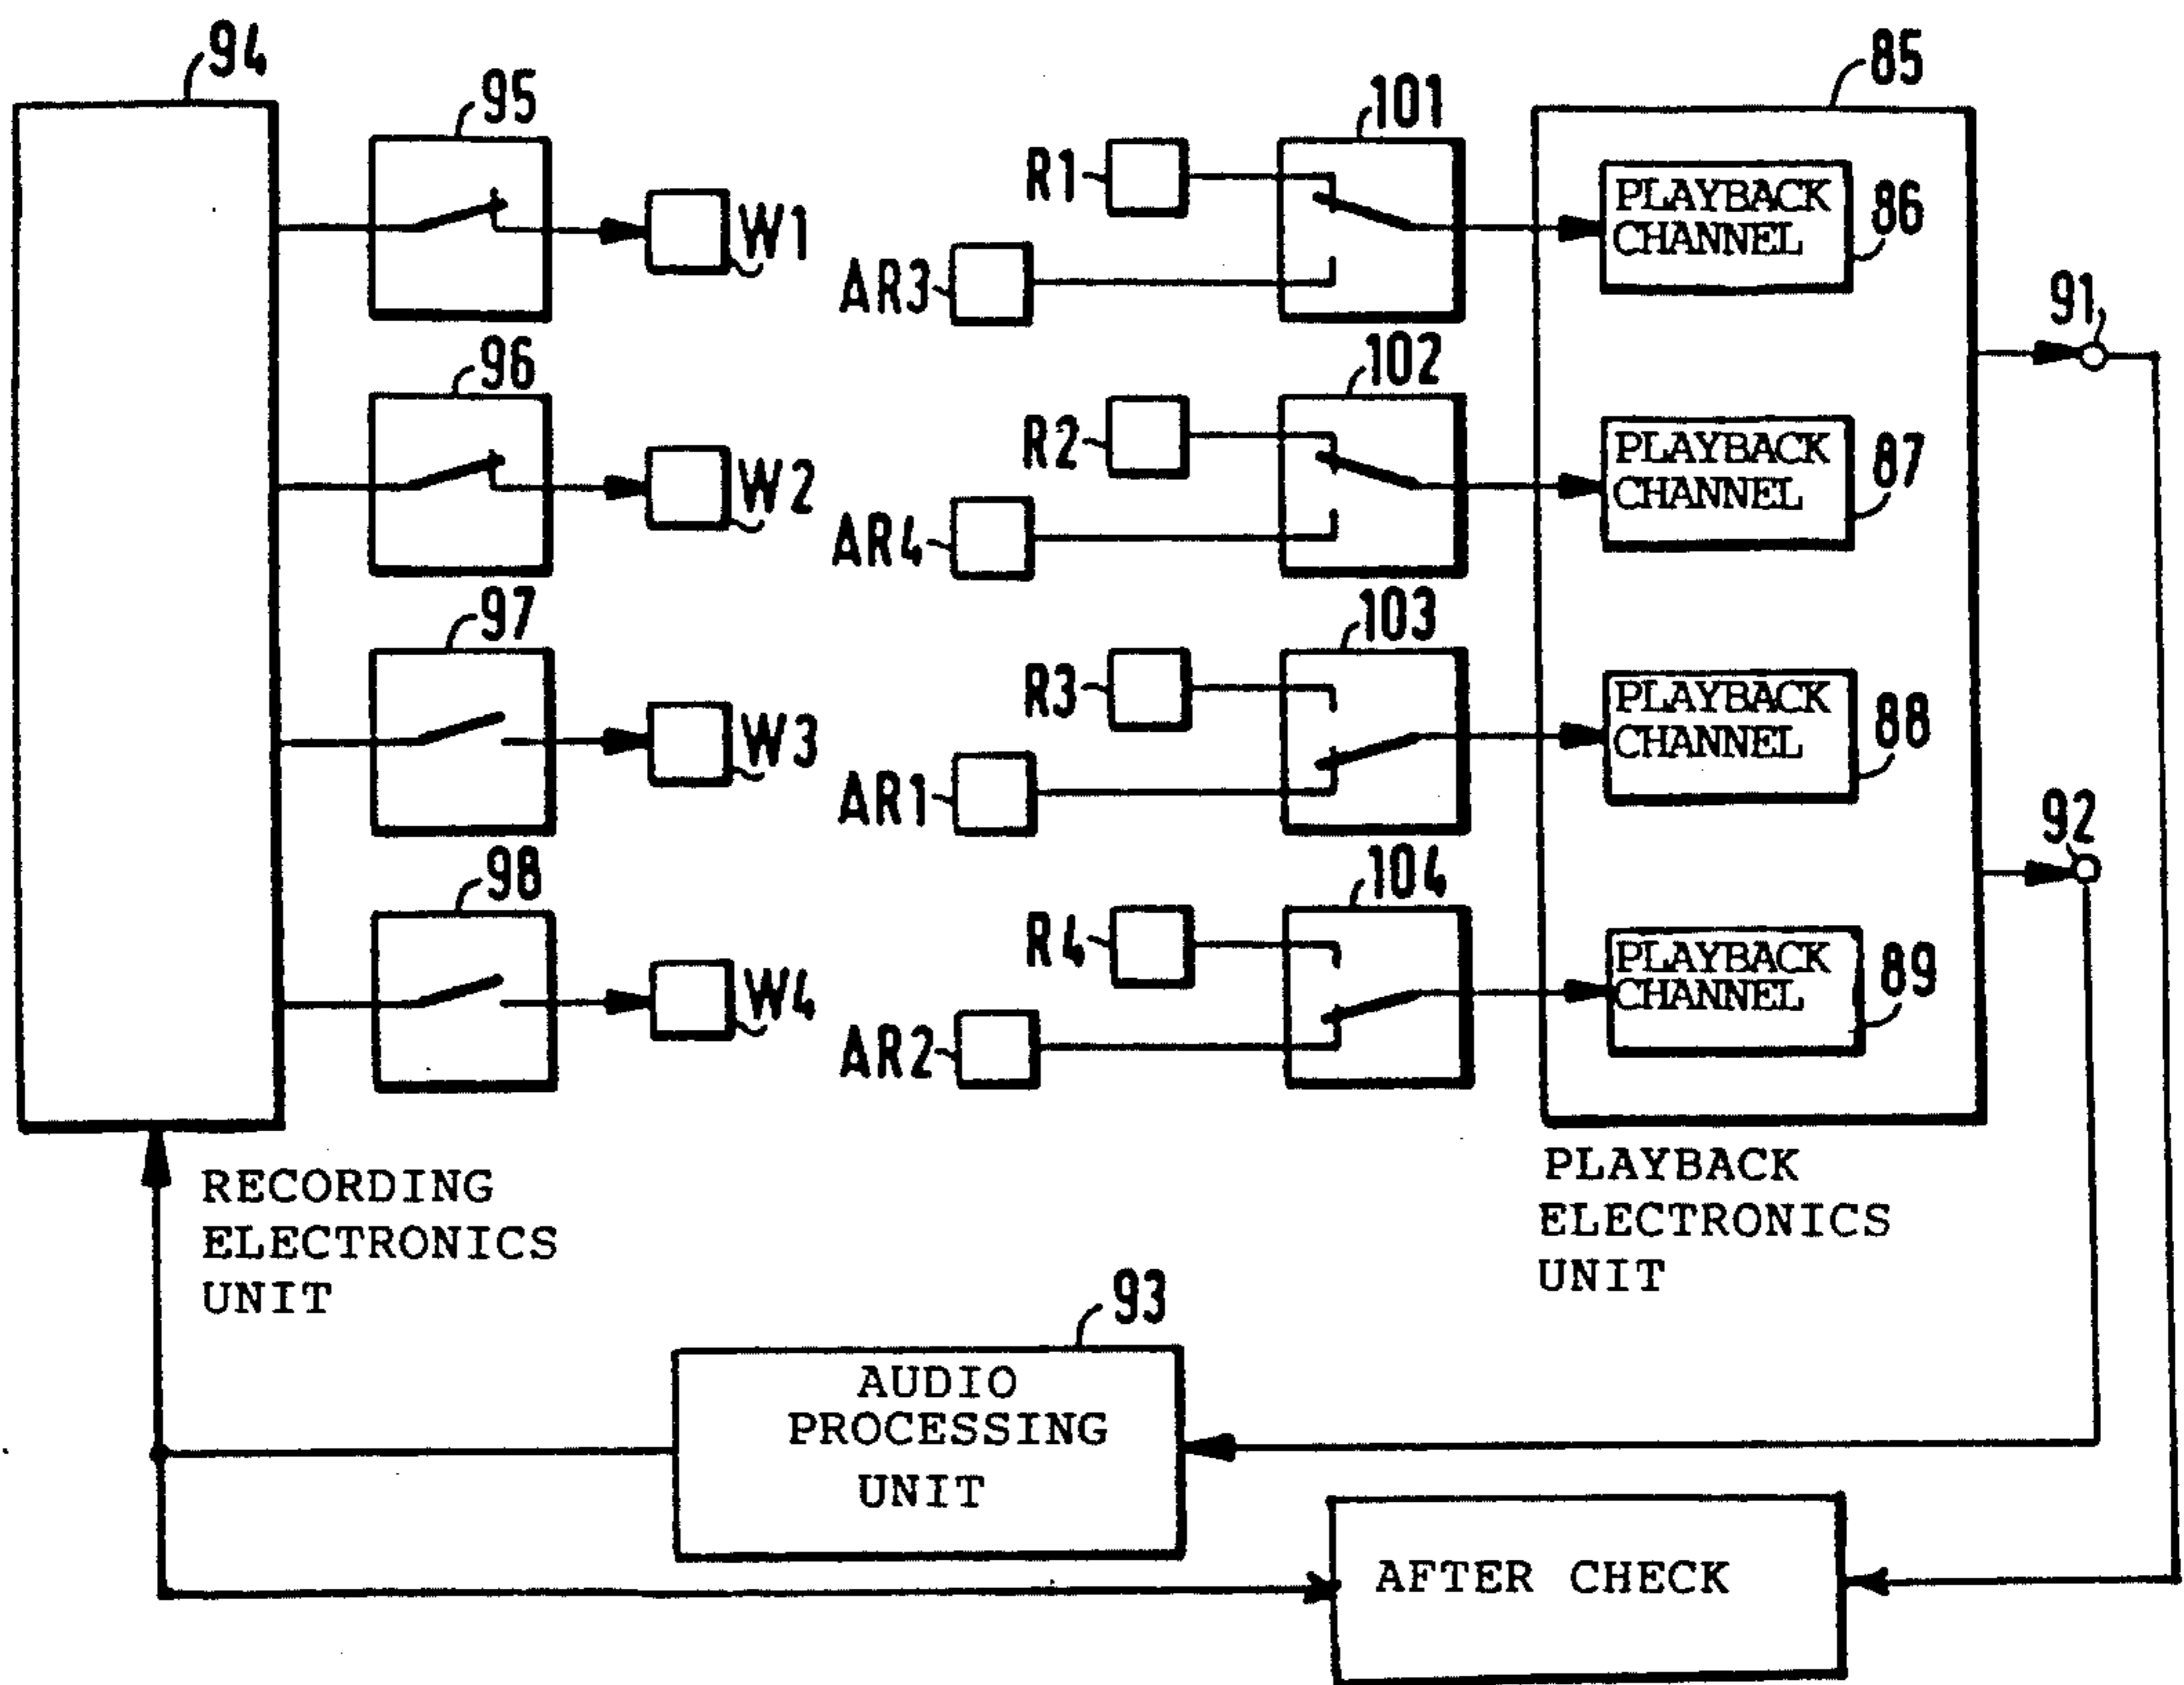 94
95
W1
96
W2
97
W3
98
W4
R1
AR3
101
R2
AR4
102
R3
AR1
103
R4
AR2
104
85
PLAYBACK
CHANNEL
86
PLAYBACK
CHANNEL
87
PLAYBACK
CHANNEL
88
PLAYBACK
CHANNEL
89
91
92
RECORDING
ELECTRONICS
UNIT
PLAYBACK
ELECTRONICS
UNIT
93
AUDIO
PROCESSING
UNIT
AFTER CHECK